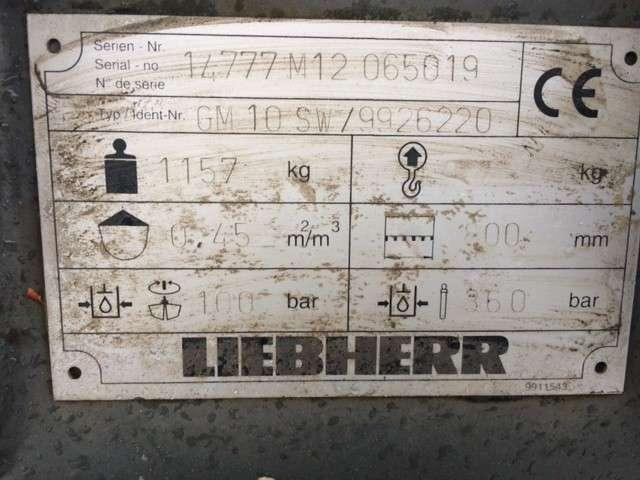 Serien - Nr.
Serial - no
N° de serie
14777 M12 065019
CE
Typ / Ident-Nr. GM 10 SW/9926220
1157 kg
kg
0,45 m²/m³
mm
100 bar
360 bar
LIEBHERR
9911543